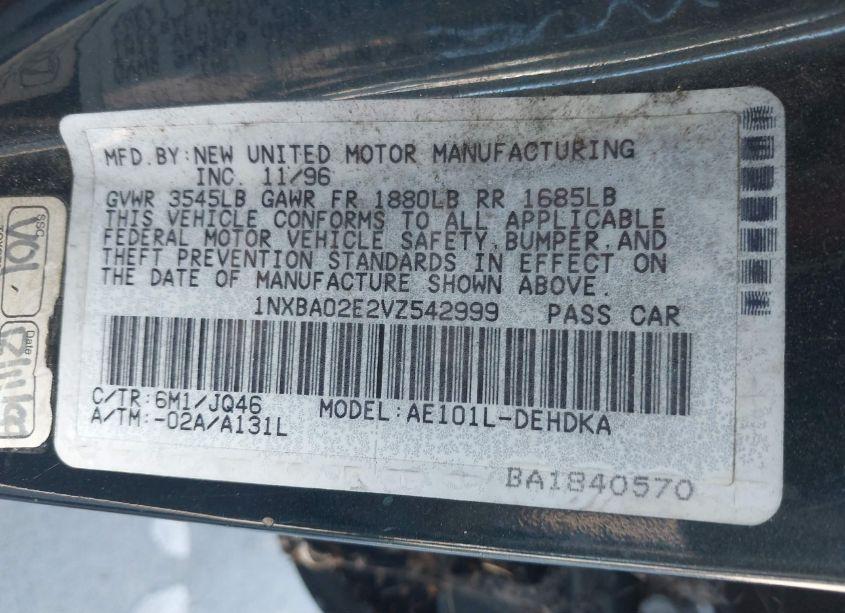 MFD.BY:NEW UNITED MOTOR MANUFACTURING
INC. 11/96
GVWR 3545LB GAWR FR 1880LB RR 1685LB
THIS VEHICLE CONFORMS TO ALL APPLICABLE
FEDERAL MOTOR VEHICLE SAFETY,BUMPER,AND
THEFT PREVENTION STANDARDS IN EFFECT ON
THE DATE OF MANUFACTURE SHOWN ABOVE.
1NXBA02E2VZ542999 PASS CAR
C/TR:6M1/JQ46 MODEL:AE101L-DEHDKA
A/TM:-02A/A131L
BA1840570
SSC
Date